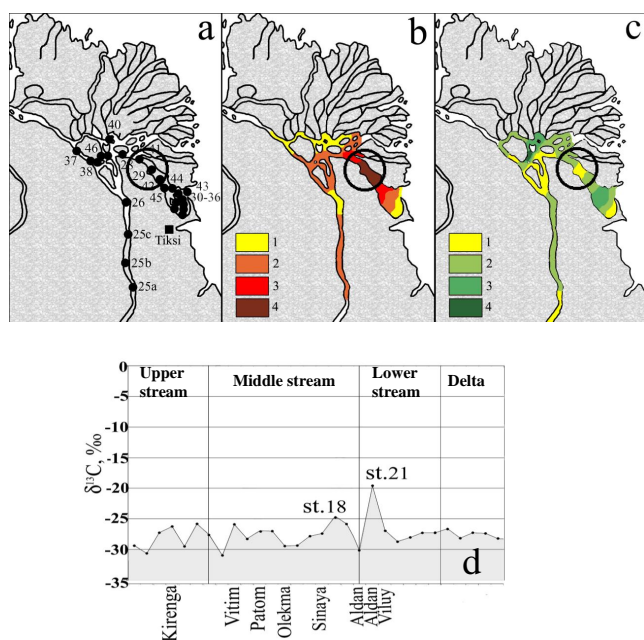 a
40
46
41
37
38
28
29
44
43
42
45
30-36
26
Tiksi
25c
25b
25a
b
1
2
3
4
c
1
2
3
4
0
-5
-10
-15
-20
-25
-30
-35
δ¹³C, ‰
Upper stream
Middle stream
Lower stream
Delta
st.18
st.21
d
Kirenga
Vitim
Patom
Olekma
Sinaya
Aldan
Aldan
Viluy